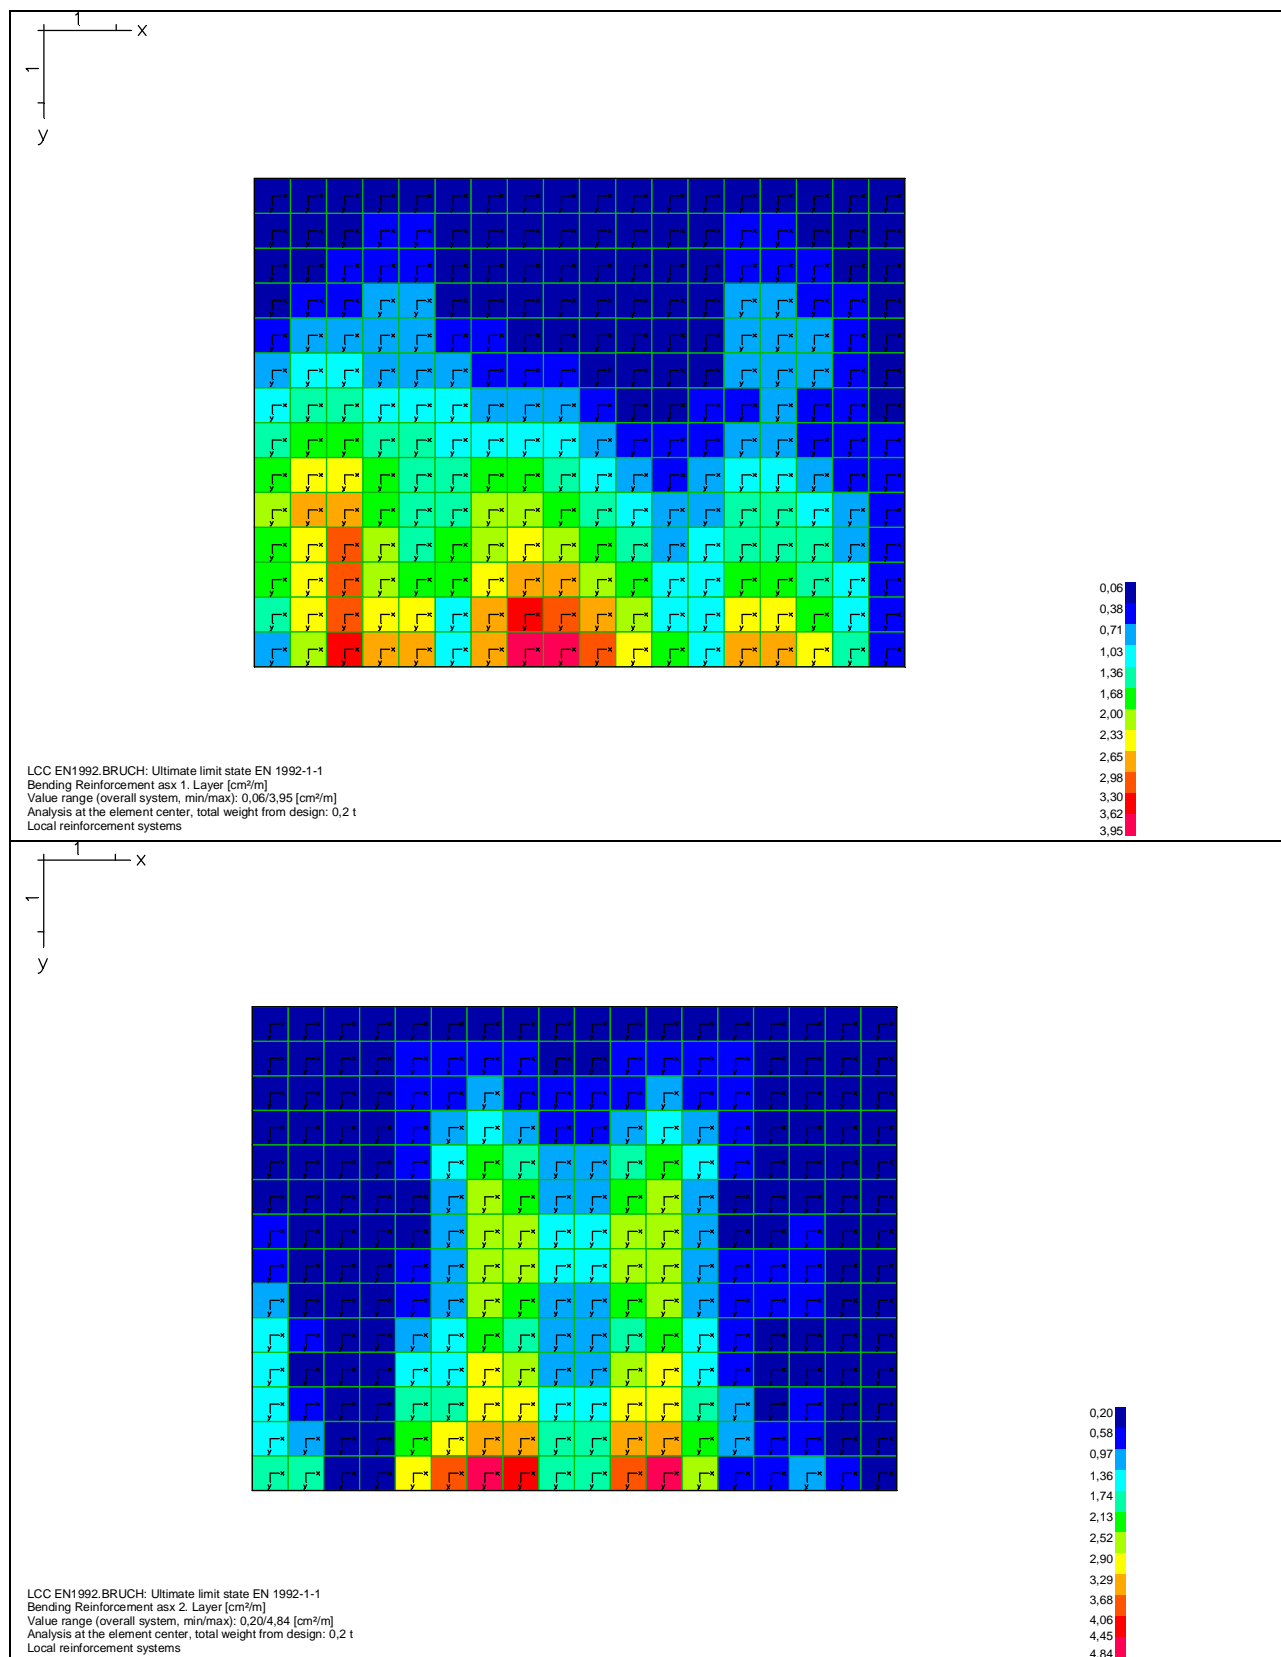 1
x
1
y
0,06
0,38
0,71
1,03
1,36
1,68
2,00
2,33
2,65
2,98
3,30
3,62
3,95
LCC EN1992.BRUCH: Ultimate limit state EN 1992-1-1
Bending Reinforcement asx 1. Layer [cm²/m]
Value range (overall system, min/max): 0,06/3,95 [cm²/m]
Analysis at the element center, total weight from design: 0,2 t
Local reinforcement systems
1
x
1
y
0,20
0,58
0,97
1,36
1,74
2,13
2,52
2,90
3,29
3,68
4,06
4,45
4,84
LCC EN1992.BRUCH: Ultimate limit state EN 1992-1-1
Bending Reinforcement asx 2. Layer [cm²/m]
Value range (overall system, min/max): 0,20/4,84 [cm²/m]
Analysis at the element center, total weight from design: 0,2 t
Local reinforcement systems